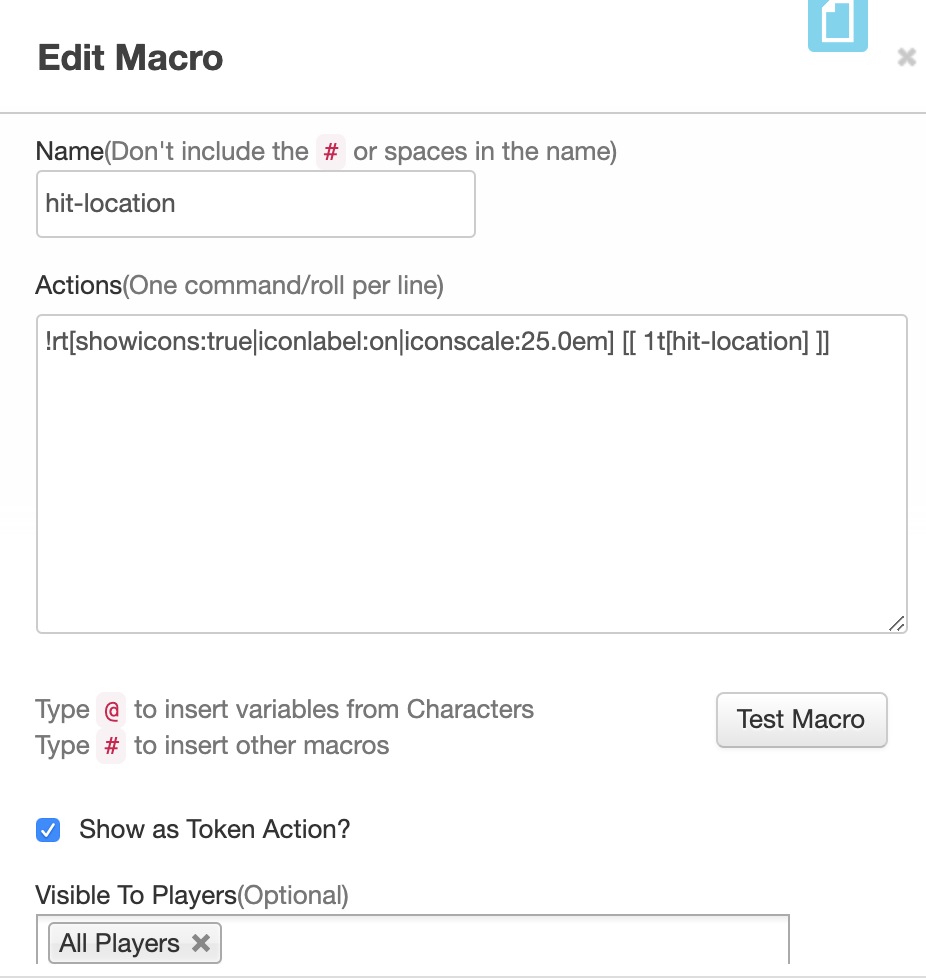 Edit Macro
Name(Don't include the # or spaces in the name)
hit-location
Actions(One command/roll per line)
!rt[showicons:true|iconlabel:on|iconscale:25.0em] [[ 1t[hit-location] ]]
Type @ to insert variables from Characters
Type # to insert other macros
Test Macro
Show as Token Action?
Visible To Players(Optional)
All Players